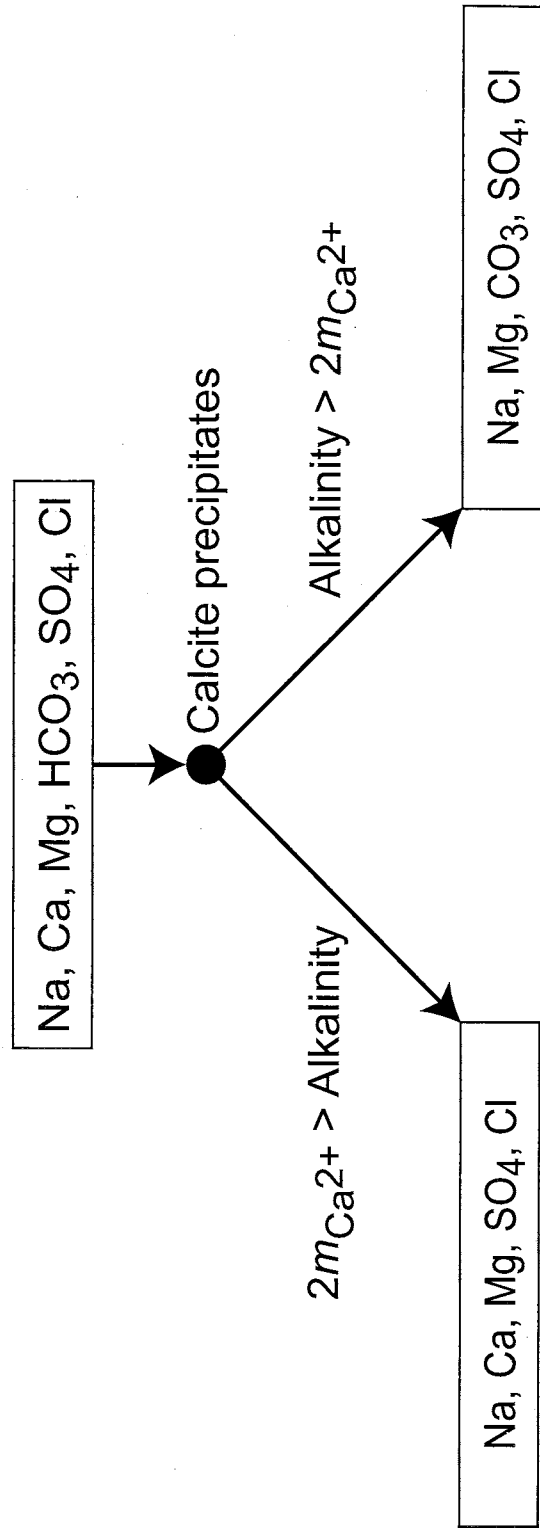 Na, Ca, Mg, HCO3, SO4, Cl
Calcite precipitates
2mCa2+ > Alkalinity
Alkalinity > 2mCa2+
Na, Ca, Mg, SO4, Cl
Na, Mg, CO3, SO4, Cl